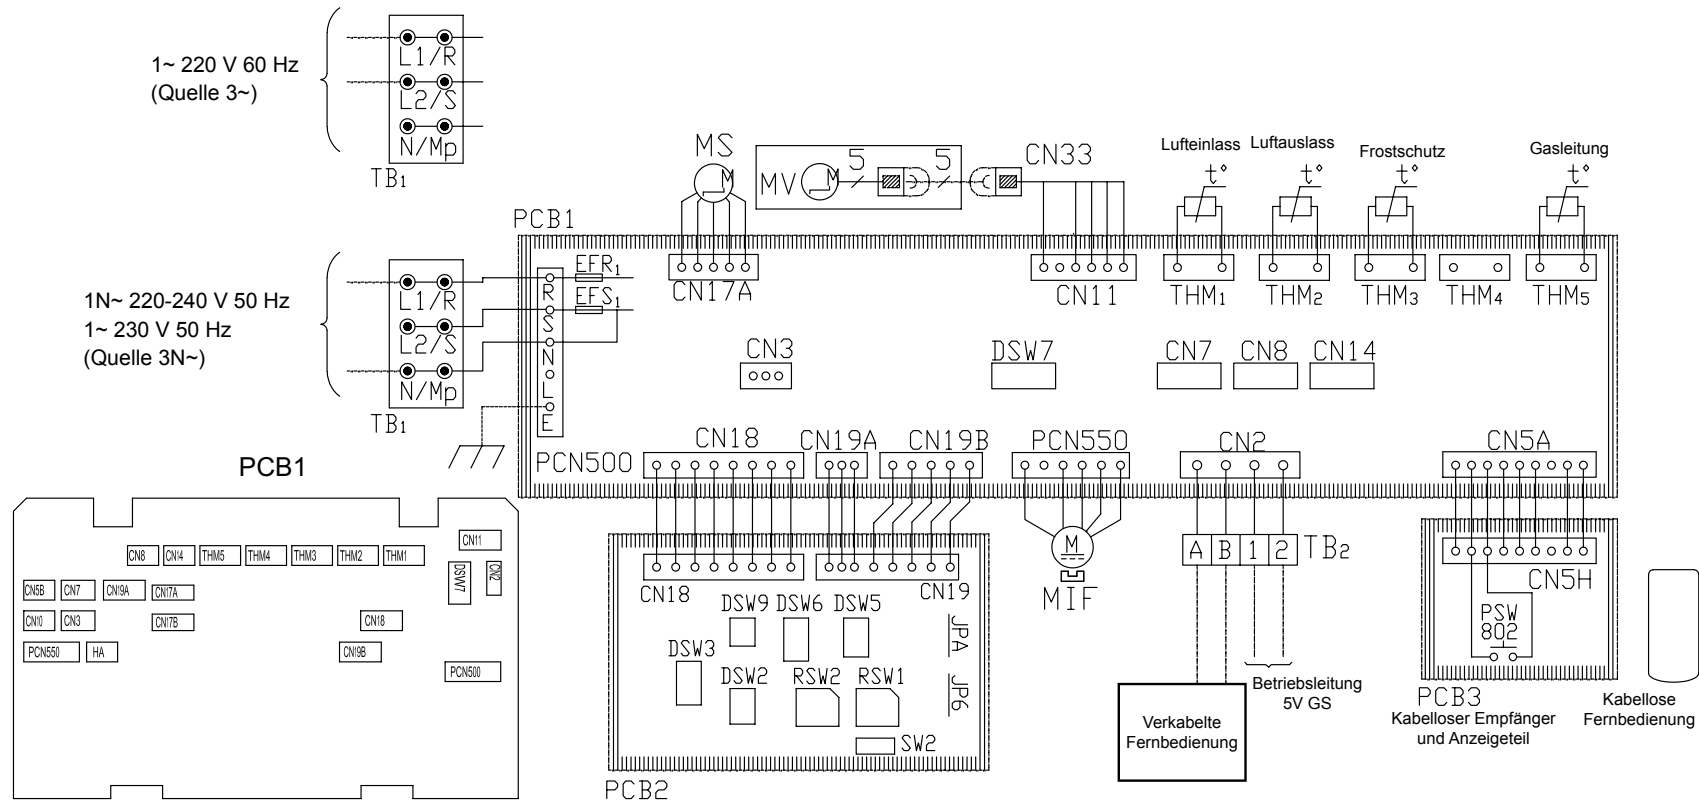 1~ 220 V 60 Hz
(Quelle 3~)
L1/R
L2/S
N/Mp
TB1
1N~ 220-240 V 50 Hz
1~ 230 V 50 Hz
(Quelle 3N~)
L1/R
L2/S
N/Mp
TB1
PCB1
EFR1
EFS1
R
S
N
L
E
PCN500
MS
CN17A
MV
5
5
CN33
CN11
Lufteinlass
t°
THM1
Luftauslass
t°
THM2
Frostschutz
t°
THM3
THM4
Gasleitung
t°
THM5
CN3
DSW7
CN7
CN8
CN14
CN18
CN19A
CN19B
PCN550
CN2
CN5A
PCB1
CN8
CN14
THM5
THM4
THM3
THM2
THM1
CN11
DSW7
CN2
CN5B
CN7
CN19A
CN17A
CN10
CN3
CN17B
CN18
PCN550
HA
CN19B
PCN500
CN18
CN19
DSW9
DSW6
DSW5
JPA
DSW3
DSW2
RSW2
RSW1
JP6
SW2
PCB2
M
MIF
A
B
1
2
TB2
Verkabelte
Fernbedienung
Betriebsleitung
5V GS
CN5H
PSW
802
PCB3
Kabelloser Empfänger
und Anzeigeteil
Kabellose
Fernbedienung